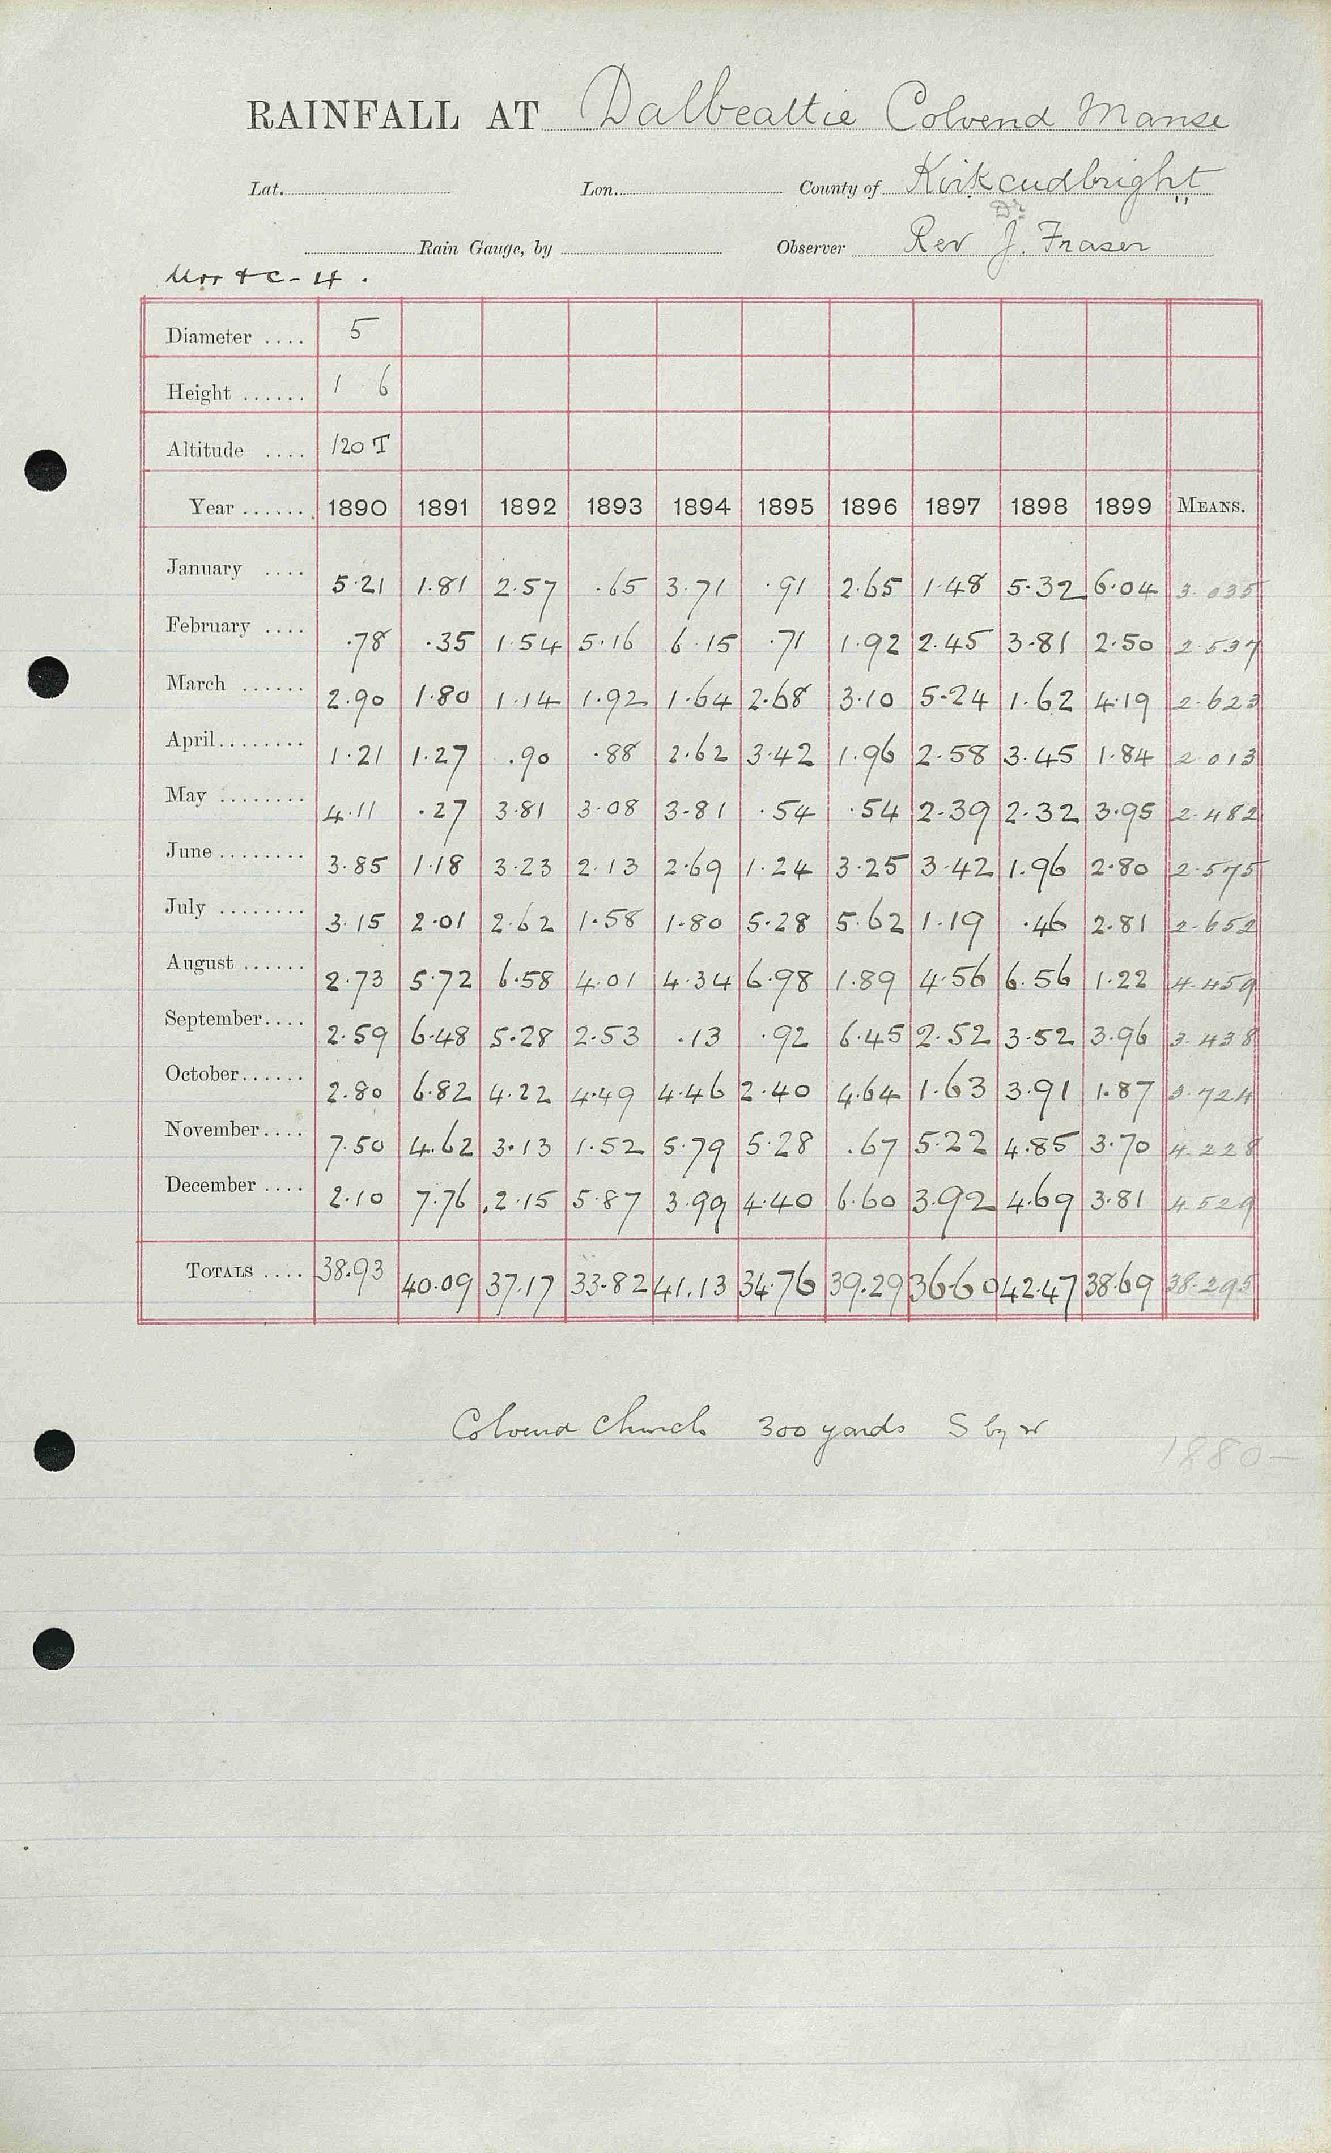 RAINFALL AT Dalbeattie Colvend Manse
Lat. Lon. County of Kirkcudbright
Dr
Rain Gauge, by Observer Rev J. Fraser
Diameter .... 5
Height ...... 1 6
Altitude .... 120 T
Year ...... 1890 1891 1892 1893 1894 1895 1896 1897 1898 1899 MEANS.
January .... 5.21 1.81 2.57 .65 3.71 .91 2.65 1.48 5.32 6.04 3.035
February .... .78 .35 1.54 5.16 6.15 .71 1.92 2.45 3.81 2.50 2.537
March ...... 2.90 1.80 1.14 1.92 1.64 2.68 3.10 5.24 1.62 4.19 2.623
April........ 1.21 1.27 .90 .88 2.62 3.42 1.96 2.58 3.45 1.84 2.013
May ........ 4.11 .27 3.81 3.08 3.81 .54 .54 2.39 2.32 3.95 2.482
June ........ 3.85 1.18 3.23 2.13 2.69 1.24 3.25 3.42 1.96 2.80 2.575
July ........ 3.15 2.01 2.62 1.58 1.80 5.28 5.62 1.19 .46 2.81 2.652
August ...... 2.73 5.72 6.58 4.01 4.34 6.98 1.89 4.56 6.56 1.22 4.459
September.... 2.59 6.48 5.28 2.53 .13 .92 6.45 2.52 3.52 3.96 3.438
October...... 2.80 6.82 4.22 4.49 4.46 2.40 4.64 1.63 3.91 1.87 3.724
November.... 7.50 4.62 3.13 1.52 5.79 5.28 .67 5.22 4.85 3.70 4.228
December .... 2.10 7.76 2.15 5.87 3.99 4.40 6.60 3.92 4.69 3.81 4.529
TOTALS .... 38.93 40.09 37.17 33.82 41.13 34.76 39.29 36.60 42.47 38.69 38.295
Colvend Church 300 yards S by W
1880-